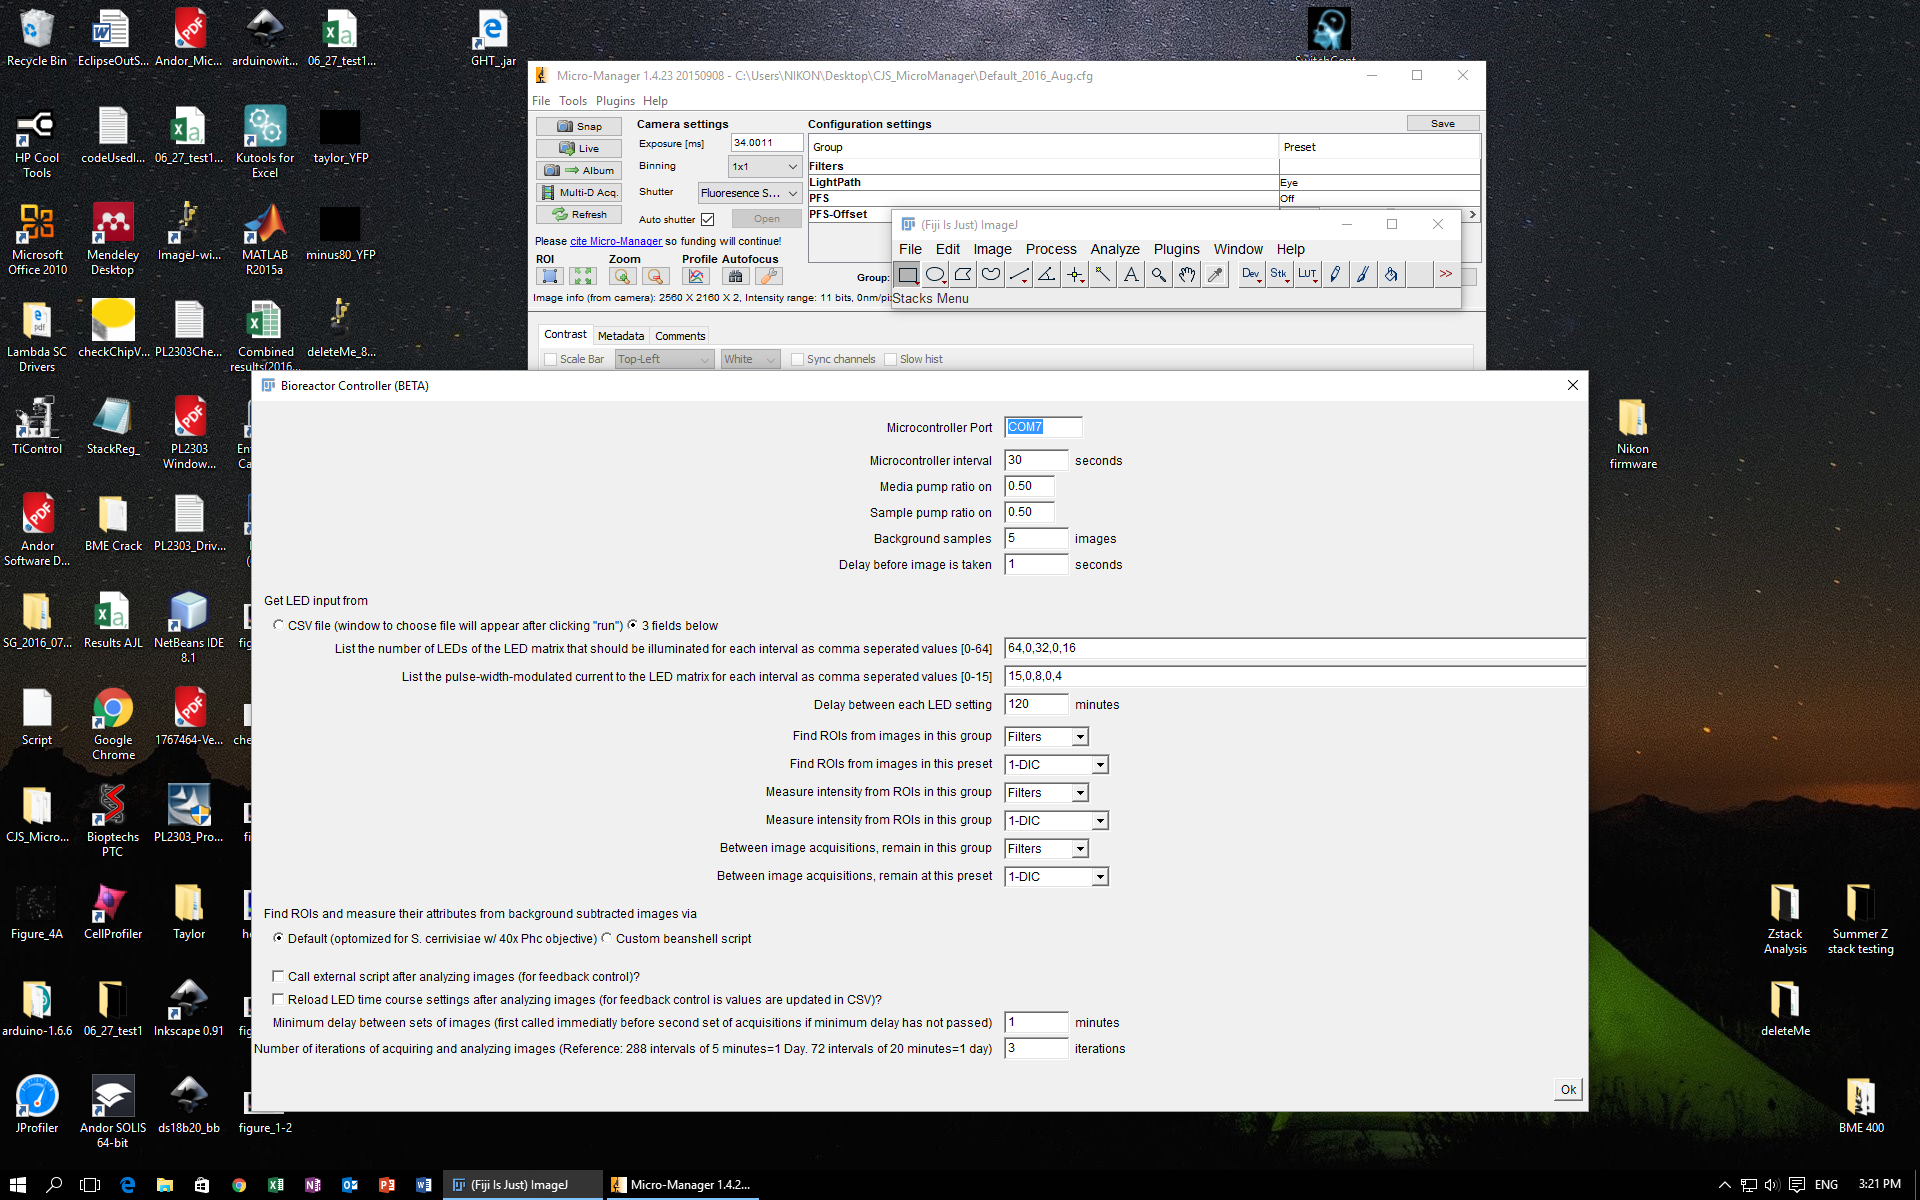 Recycle Bin
EclipseOutS...
Andor_Mic...
arduinowit...
06_27_test1...
GHT_.jar
HP Cool Tools
codeUsedI...
06_27_test1...
Kutools for Excel
taylor_YFP
Microsoft Office 2010
Mendeley Desktop
ImageJ-wi...
MATLAB R2015a
minus80_YFP
Lambda SC Drivers
checkChipV...
PL2303Che...
Combined results(2016...
deleteMe_8...
TiControl
StackReg_
PL2303 Window...
Andor Software D...
BME Crack
PL2303_Driv...
SG_2016_07...
Results AJL
NetBeans IDE 8.1
Script
Google Chrome
1767464-Ve...
CJS_Micro...
Bioptechs PTC
PL2303_Pro...
Figure_4A
CellProfiler
Taylor
arduino-1.6.6
06_27_test1
Inkscape 0.91
JProfiler
Andor SOLIS 64-bit
ds18b20_bb
figure_1-2
Micro-Manager 1.4.23 20150908 - C:\Users\NIKON\Desktop\CJS_MicroManager\Default_2016_Aug.cfg
File Tools Plugins Help
Snap
Live
Album
Multi-D Acq.
Refresh
Camera settings
Exposure [ms] 34.0011
Binning 1x1
Shutter Fluoresence S...
Auto shutter Open
Configuration settings
Save
Group Preset
Filters
LightPath Eye
PFS Off
PFS-Offset
Please cite Micro-Manager so funding will continue!
ROI Zoom Profile Autofocus
Group:
Image info (from camera): 2560 X 2160 X 2, Intensity range: 11 bits, 0nm/pi
Contrast Metadata Comments
Scale Bar Top-Left White Sync channels Slow hist
(Fiji Is Just) ImageJ
File Edit Image Process Analyze Plugins Window Help
Dev Stk LUT >>
Stacks Menu
Bioreactor Controller (BETA)
Microcontroller Port COM7
Microcontroller interval 30 seconds
Media pump ratio on 0.50
Sample pump ratio on 0.50
Background samples 5 images
Delay before image is taken 1 seconds
Get LED input from
CSV file (window to choose file will appear after clicking "run") 3 fields below
List the number of LEDs of the LED matrix that should be illuminated for each interval as comma seperated values [0-64] 64,0,32,0,16
List the pulse-width-modulated current to the LED matrix for each interval as comma seperated values [0-15] 15,0,8,0,4
Delay between each LED setting 120 minutes
Find ROIs from images in this group Filters
Find ROIs from images in this preset 1-DIC
Measure intensity from ROIs in this group Filters
Measure intensity from ROIs in this group 1-DIC
Between image acquisitions, remain in this group Filters
Between image acquisitions, remain at this preset 1-DIC
Find ROIs and measure their attributes from background subtracted images via
Default (optomized for S. cerrivisiae w/ 40x Phc objective) Custom beanshell script
Call external script after analyzing images (for feedback control)?
Reload LED time course settings after analyzing images (for feedback control is values are updated in CSV)?
Minimum delay between sets of images (first called immediatly before second set of acquisitions if minimum delay has not passed) 1 minutes
Number of iterations of acquiring and analyzing images (Reference: 288 intervals of 5 minutes=1 Day. 72 intervals of 20 minutes=1 day) 3 iterations
Ok
Nikon firmware
Zstack Analysis
Summer Z stack testing
deleteMe
BME 400
(Fiji Is Just) ImageJ
Micro-Manager 1.4.2...
ENG
3:21 PM